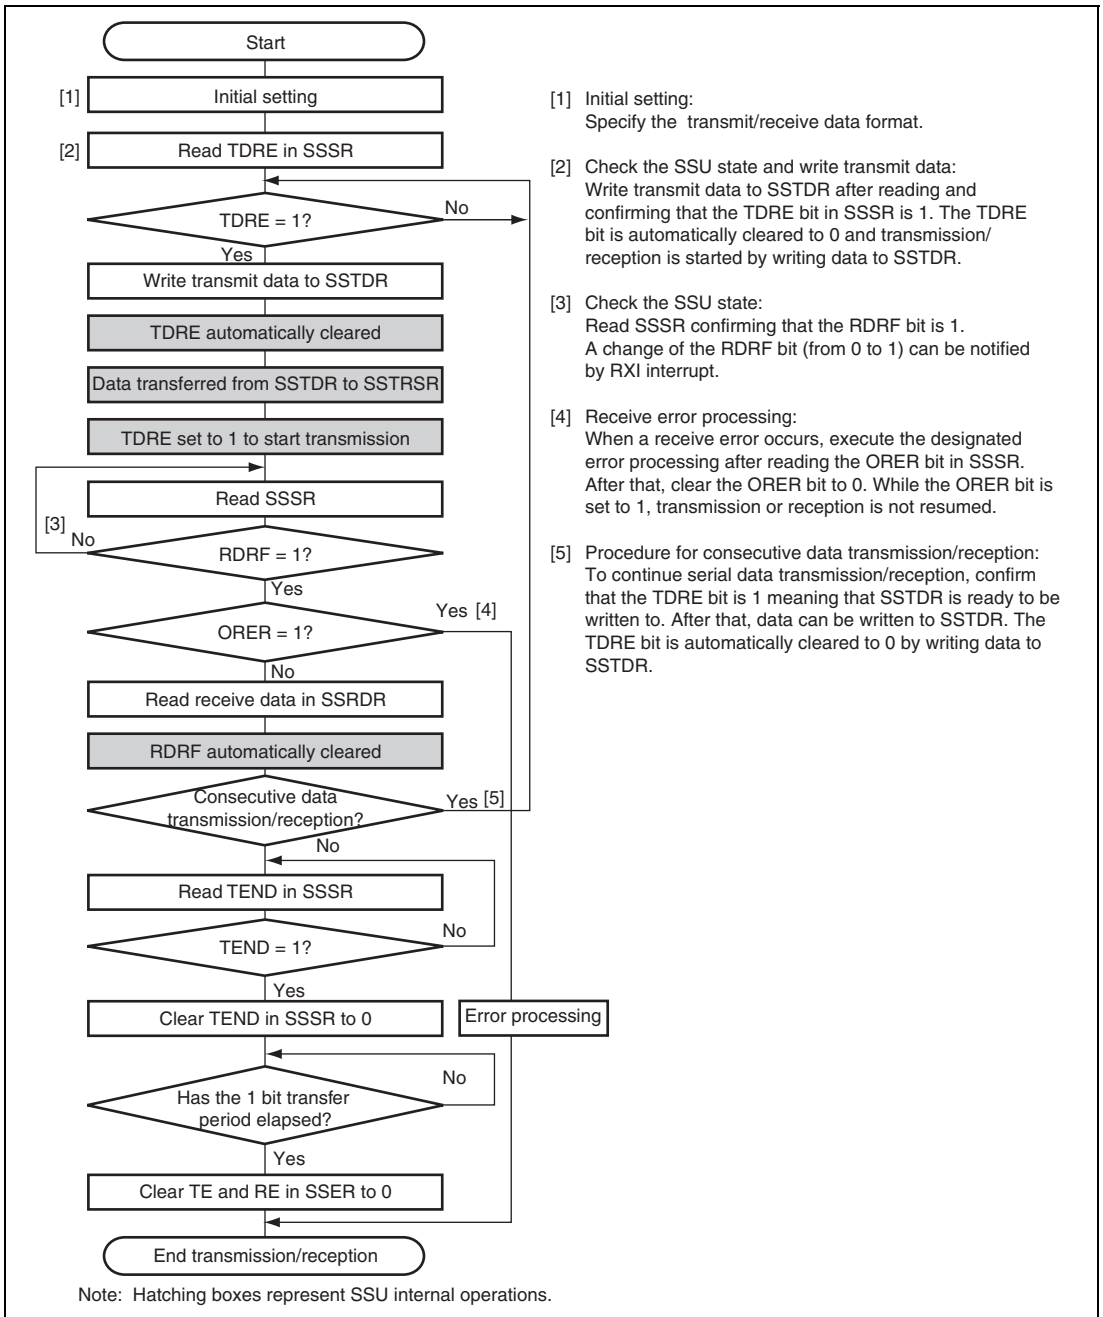 Start
[1] Initial setting
[2] Read TDRE in SSSR
TDRE = 1?
No
Yes
Write transmit data to SSTDR
TDRE automatically cleared
Data transferred from SSTDR to SSTRSR
TDRE set to 1 to start transmission
Read SSSR
[3]
No
RDRF = 1?
Yes
Yes [4]
ORER = 1?
No
Read receive data in SSRDR
RDRF automatically cleared
Consecutive data
transmission/reception?
Yes [5]
No
Read TEND in SSSR
No
TEND = 1?
Yes
Clear TEND in SSSR to 0
Error processing
No
Has the 1 bit transfer
period elapsed?
Yes
Clear TE and RE in SSER to 0
End transmission/reception
[1] Initial setting:
Specify the transmit/receive data format.
[2] Check the SSU state and write transmit data:
Write transmit data to SSTDR after reading and
confirming that the TDRE bit in SSSR is 1. The TDRE
bit is automatically cleared to 0 and transmission/
reception is started by writing data to SSTDR.
[3] Check the SSU state:
Read SSSR confirming that the RDRF bit is 1.
A change of the RDRF bit (from 0 to 1) can be notified
by RXI interrupt.
[4] Receive error processing:
When a receive error occurs, execute the designated
error processing after reading the ORER bit in SSSR.
After that, clear the ORER bit to 0. While the ORER bit is
set to 1, transmission or reception is not resumed.
[5] Procedure for consecutive data transmission/reception:
To continue serial data transmission/reception, confirm
that the TDRE bit is 1 meaning that SSTDR is ready to be
written to. After that, data can be written to SSTDR. The
TDRE bit is automatically cleared to 0 by writing data to
SSTDR.
Note: Hatching boxes represent SSU internal operations.